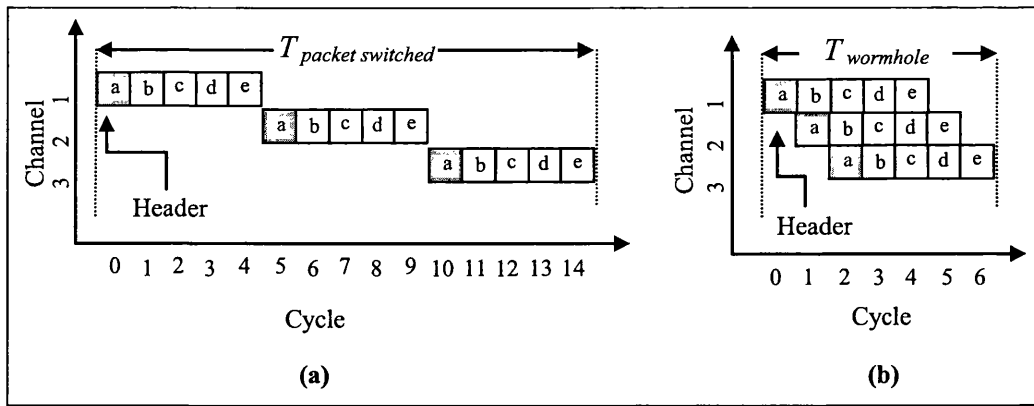 T packet switched
a b c d e
a b c d e
a b c d e
Channel
1
2
3
Header
0 1 2 3 4 5 6 7 8 9 10 11 12 13 14
Cycle
(a)
T wormhole
a b c d e
a b c d e
a b c d e
Channel
1
2
3
Header
0 1 2 3 4 5 6
Cycle
(b)